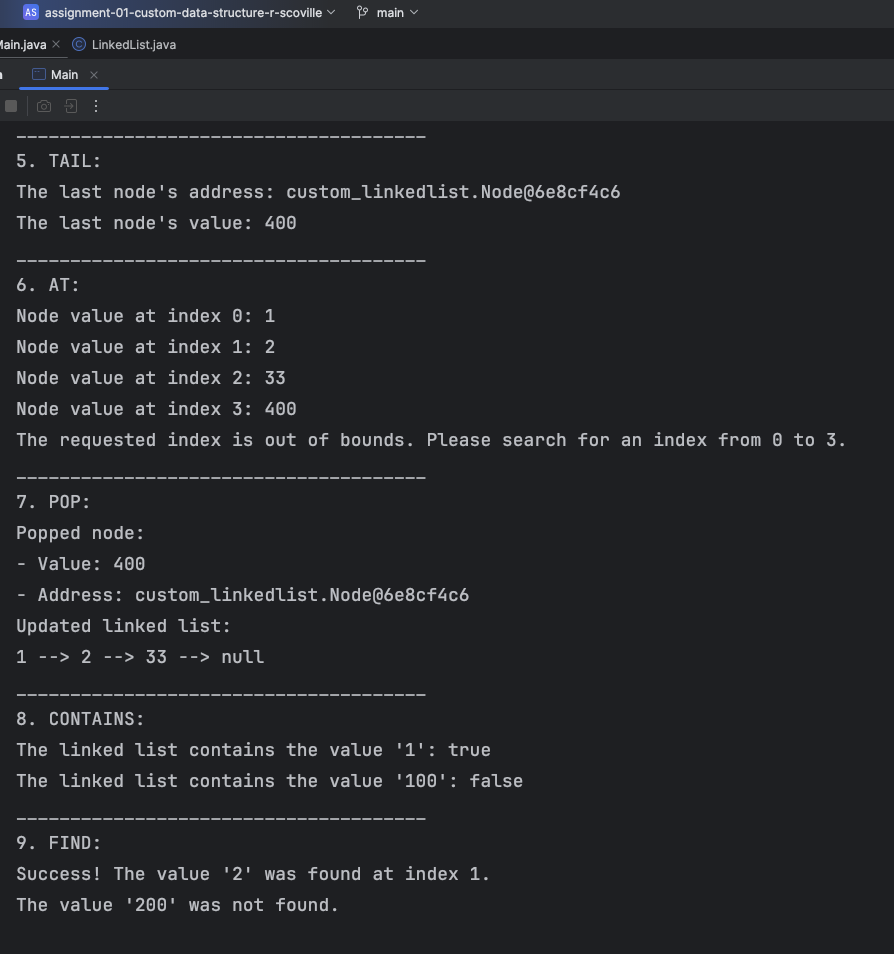 AS assignment-01-custom-data-structure-r-scoville main
Main.java LinkedList.java
Main
--------------------------------------
5. TAIL:
The last node's address: custom_linkedlist.Node@6e8cf4c6
The last node's value: 400
--------------------------------------
6. AT:
Node value at index 0: 1
Node value at index 1: 2
Node value at index 2: 33
Node value at index 3: 400
The requested index is out of bounds. Please search for an index from 0 to 3.
--------------------------------------
7. POP:
Popped node:
- Value: 400
- Address: custom_linkedlist.Node@6e8cf4c6
Updated linked list:
1 --> 2 --> 33 --> null
--------------------------------------
8. CONTAINS:
The linked list contains the value '1': true
The linked list contains the value '100': false
--------------------------------------
9. FIND:
Success! The value '2' was found at index 1.
The value '200' was not found.